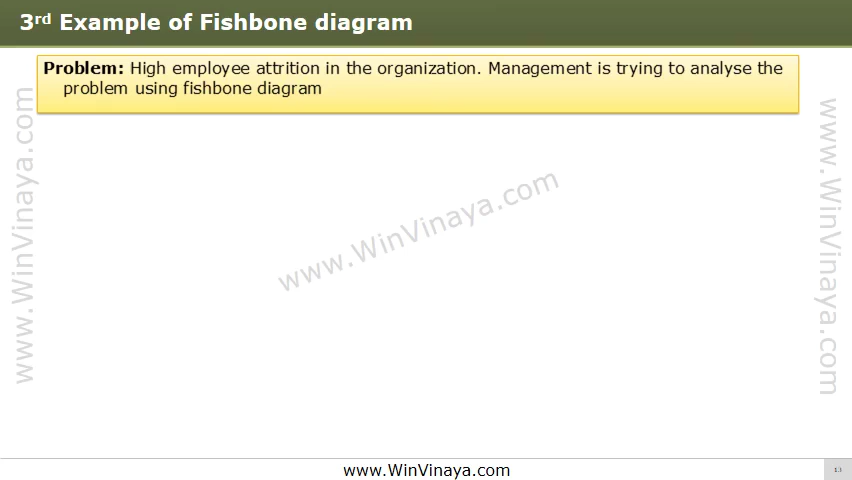 3rd Example of Fishbone diagram
Problem: High employee attrition in the organization. Management is trying to analyse the
problem using fishbone diagram
www.WinVinaya.com
www.WinVinaya.com
www.WinVinaya.com
www.WinVinaya.com
13